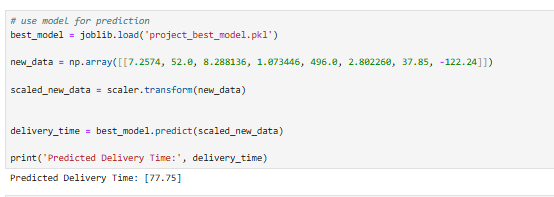 # use model for prediction
best_model = joblib.load('project_best_model.pkl')
new_data = np.array([[7.2574, 52.0, 8.288136, 1.073446, 496.0, 2.802260, 37.85, -122.24]])
scaled_new_data = scaler.transform(new_data)
delivery_time = best_model.predict(scaled_new_data)
print('Predicted Delivery Time:', delivery_time)
Predicted Delivery Time: [77.75]